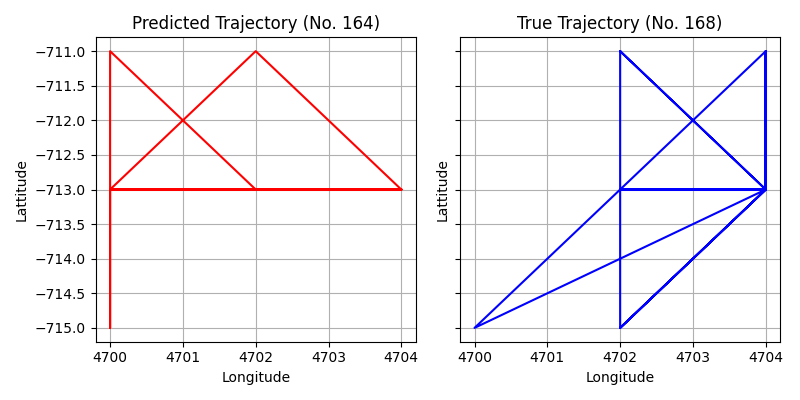 Predicted Trajectory (No. 164)
True Trajectory (No. 168)
−711.0
−711.5
−712.0
−712.5
−713.0
−713.5
−714.0
−714.5
−715.0
Lattitude
Lattitude
4700 4701 4702 4703 4704
4700 4701 4702 4703 4704
Longitude
Longitude